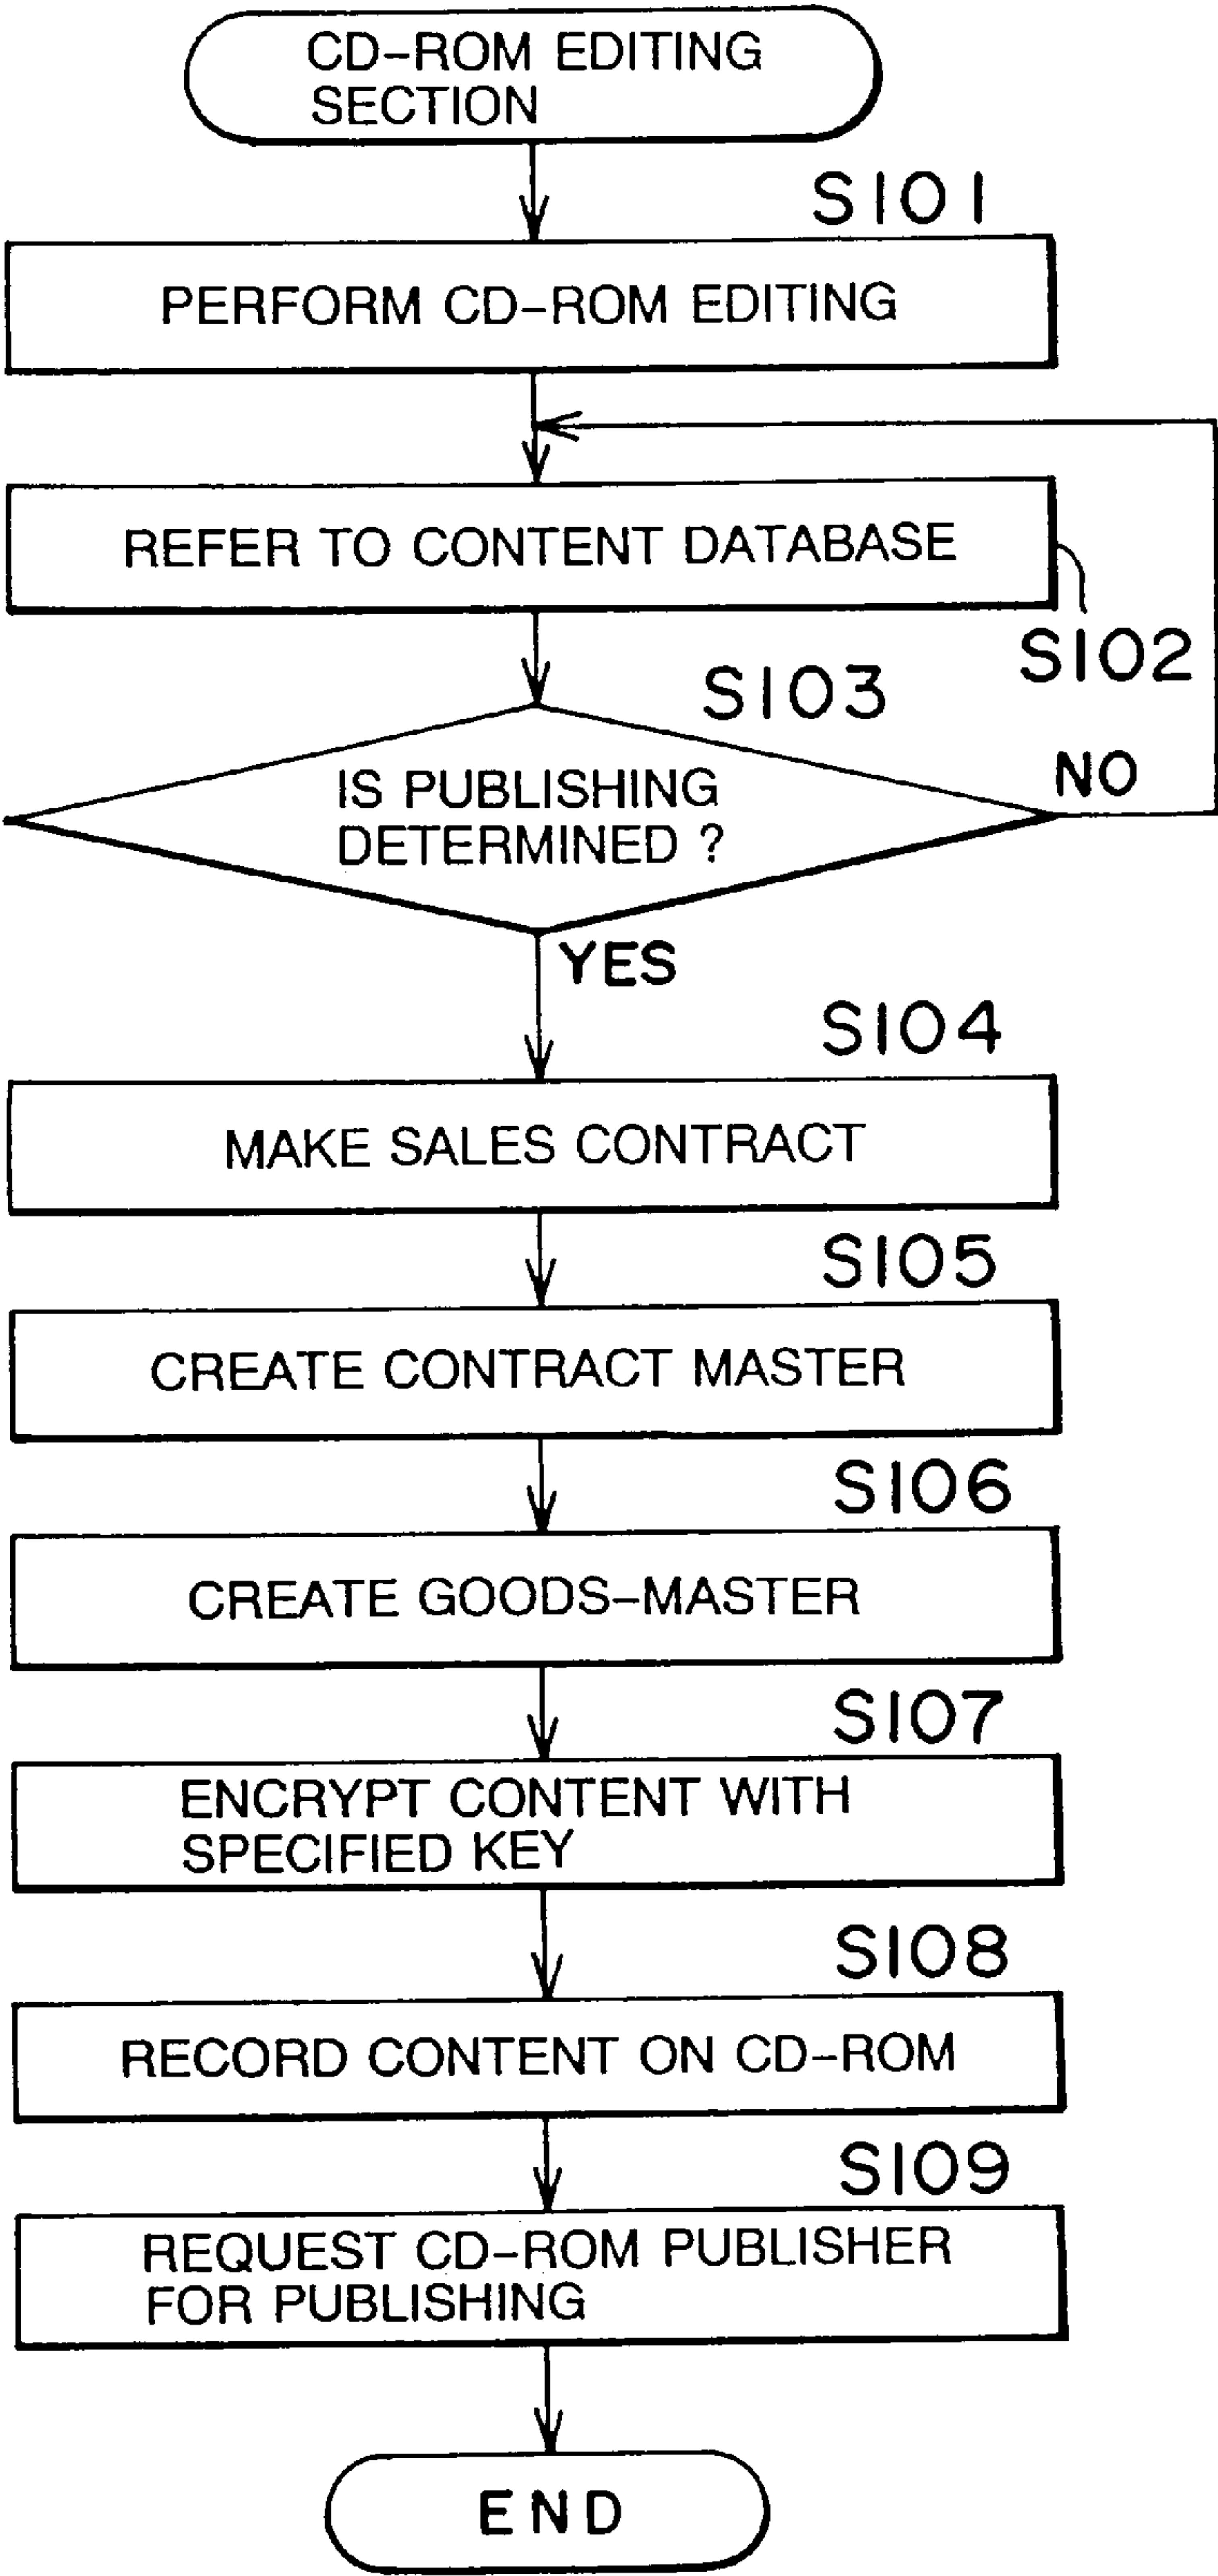 CD-ROM EDITING
SECTION
S101
PERFORM CD-ROM EDITING
REFER TO CONTENT DATABASE
S102
S103
IS PUBLISHING
DETERMINED ?
NO
YES
S104
MAKE SALES CONTRACT
S105
CREATE CONTRACT MASTER
S106
CREATE GOODS-MASTER
S107
ENCRYPT CONTENT WITH
SPECIFIED KEY
S108
RECORD CONTENT ON CD-ROM
S109
REQUEST CD-ROM PUBLISHER
FOR PUBLISHING
END